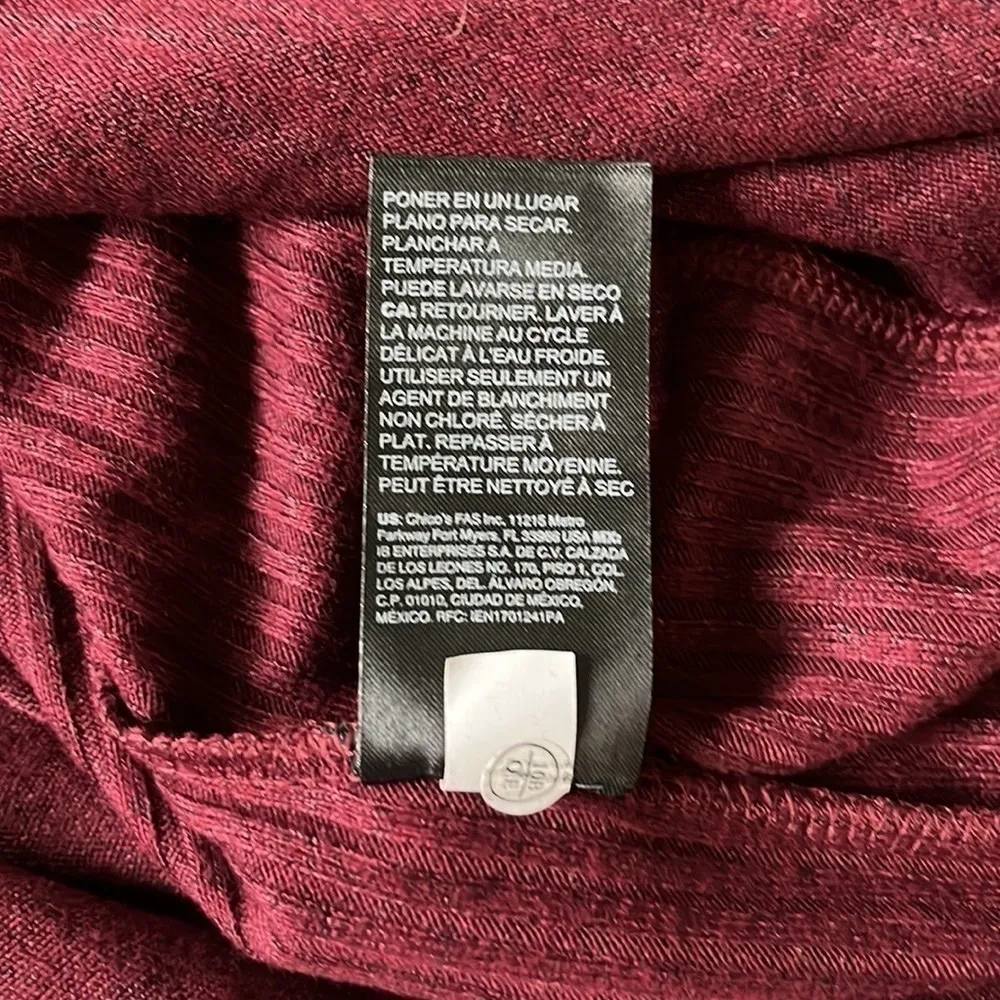 PONER EN UN LUGAR
PLANO PARA SECAR.
PLANCHAR A
TEMPERATURA MEDIA.
PUEDE LAVARSE EN SECO
CA: RETOURNER. LAVER À
LA MACHINE AU CYCLE
DÉLICAT À L'EAU FROIDE.
UTILISER SEULEMENT UN
AGENT DE BLANCHIMENT
NON CHLORÉ. SÉCHER À
PLAT. REPASSER À
TEMPÉRATURE MOYENNE.
PEUT ÊTRE NETTOYÉ À SEC
US: Chico's FAS Inc. 11215 Metro
Parkway Fort Myers, FL 33966 USA MX:
IB ENTERPRISES S.A. DE C.V. CALZADA
DE LOS LEONES NO. 170, PISO 1, COL.
LOS ALPES, DEL. ÁLVARO OBREGÓN,
C.P. 01010, CIUDAD DE MÉXICO,
MÉXICO. RFC: IEN1701241PA